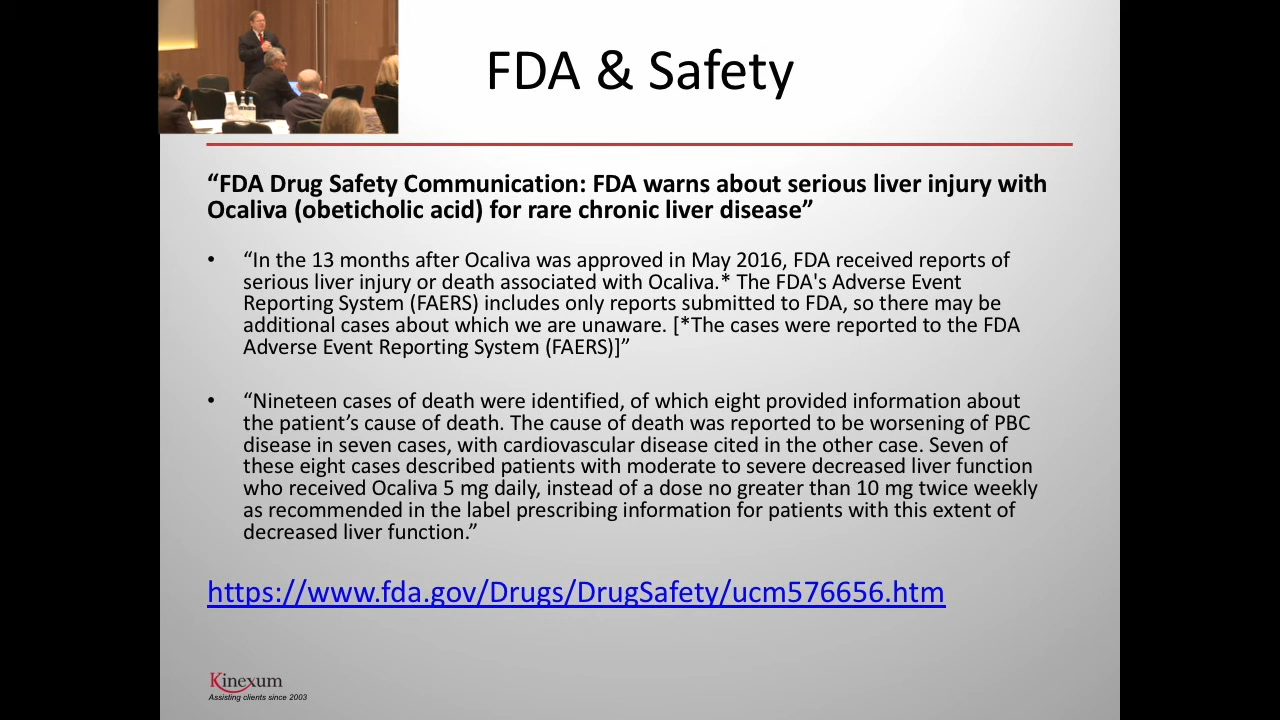 FDA & Safety
“FDA Drug Safety Communication: FDA warns about serious liver injury with
Ocaliva (obeticholic acid) for rare chronic liver disease”
• “In the 13 months after Ocaliva was approved in May 2016, FDA received reports of
serious liver injury or death associated with Ocaliva.* The FDA's Adverse Event
Reporting System (FAERS) includes only reports submitted to FDA, so there may be
additional cases about which we are unaware. [*The cases were reported to the FDA
Adverse Event Reporting System (FAERS)]”
• “Nineteen cases of death were identified, of which eight provided information about
the patient’s cause of death. The cause of death was reported to be worsening of PBC
disease in seven cases, with cardiovascular disease cited in the other case. Seven of
these eight cases described patients with moderate to severe decreased liver function
who received Ocaliva 5 mg daily, instead of a dose no greater than 10 mg twice weekly
as recommended in the label prescribing information for patients with this extent of
decreased liver function.”
https://www.fda.gov/Drugs/DrugSafety/ucm576656.htm
Kinexum
Assisting clients since 2003